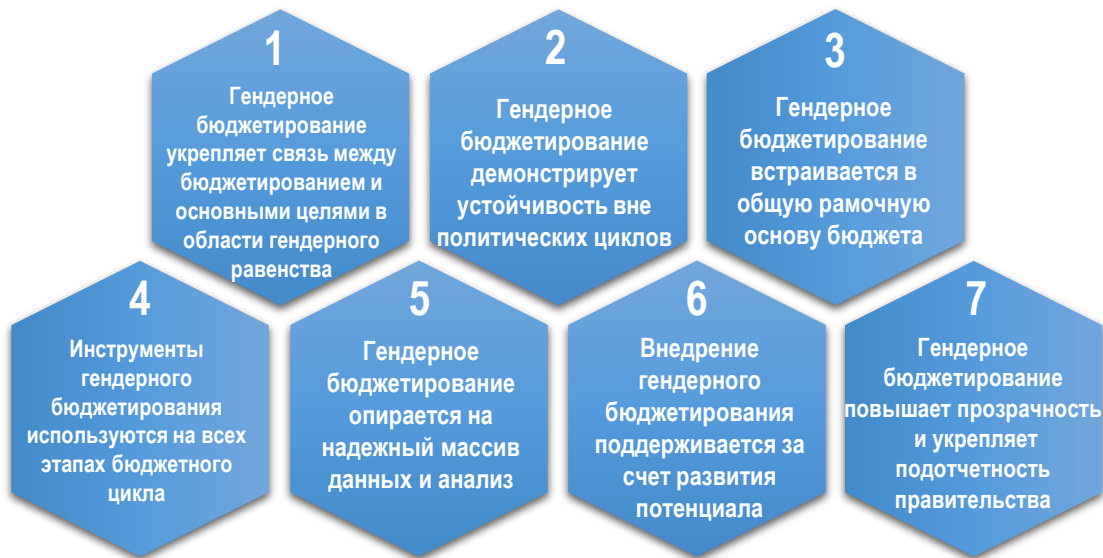 1
Гендерное
бюджетирование
укрепляет связь между
бюджетированием и
основными целями в
области гендерного
равенства
2
Гендерное
бюджетирование
демонстрирует
устойчивость вне
политических циклов
3
Гендерное
бюджетирование
встраивается в
общую рамочную
основу бюджета
4
Инструменты
гендерного
бюджетирования
используются на всех
этапах бюджетного
цикла
5
Гендерное
бюджетирование
опирается на
надежный массив
данных и анализ
6
Внедрение
гендерного
бюджетирования
поддерживается за
счет развития
потенциала
7
Гендерное
бюджетирование
повышает прозрачность
и укрепляет
подотчетность
правительства